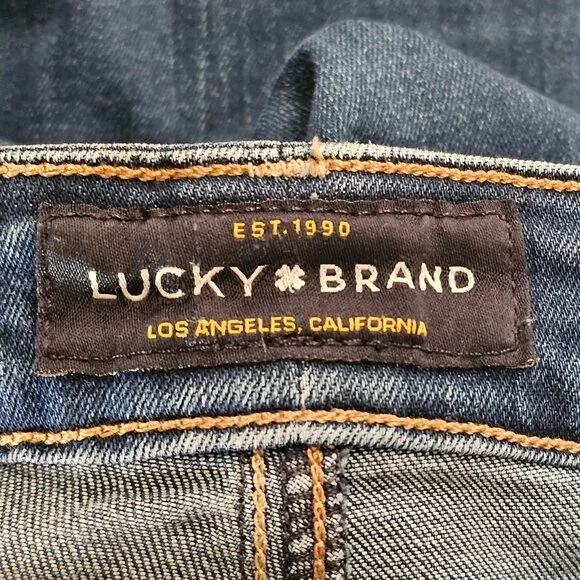 EST. 1990
LUCKY BRAND
LOS ANGELES, CALIFORNIA